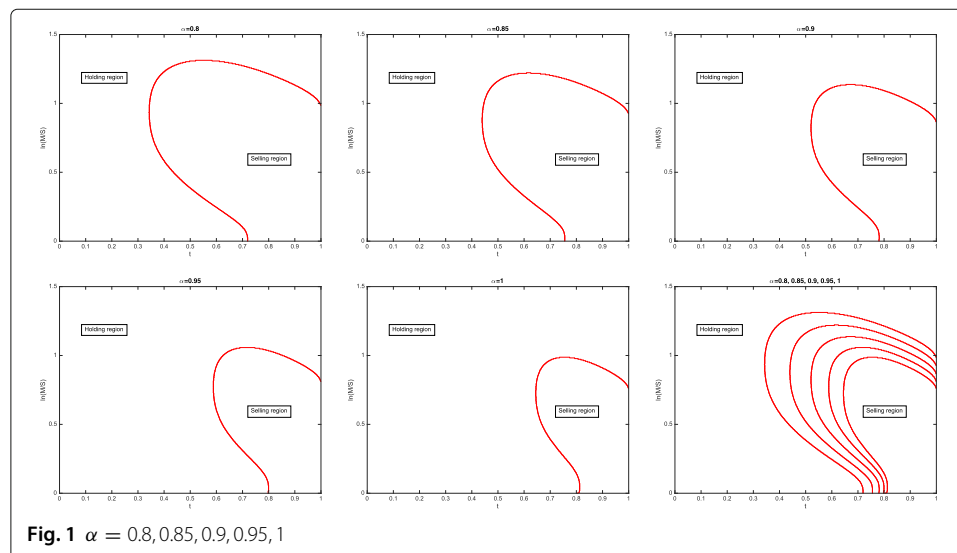 α=0.8
1.5
1
0.5
0
ln(M/S)
Holding region
Selling region
0 0.1 0.2 0.3 0.4 0.5 0.6 0.7 0.8 0.9 1
t
α=0.85
1.5
1
0.5
0
ln(M/S)
Holding region
Selling region
0 0.1 0.2 0.3 0.4 0.5 0.6 0.7 0.8 0.9 1
t
α=0.9
1.5
1
0.5
0
ln(M/S)
Holding region
Selling region
0 0.1 0.2 0.3 0.4 0.5 0.6 0.7 0.8 0.9 1
t
α=0.95
1.5
1
0.5
0
ln(M/S)
Holding region
Selling region
0 0.1 0.2 0.3 0.4 0.5 0.6 0.7 0.8 0.9 1
t
α=1
1.5
1
0.5
0
ln(M/S)
Holding region
Selling region
0 0.1 0.2 0.3 0.4 0.5 0.6 0.7 0.8 0.9 1
t
α=0.8, 0.85, 0.9, 0.95, 1
1.5
1
0.5
0
ln(M/S)
Holding region
Selling region
0 0.1 0.2 0.3 0.4 0.5 0.6 0.7 0.8 0.9 1
t
Fig. 1 α = 0.8, 0.85, 0.9, 0.95, 1